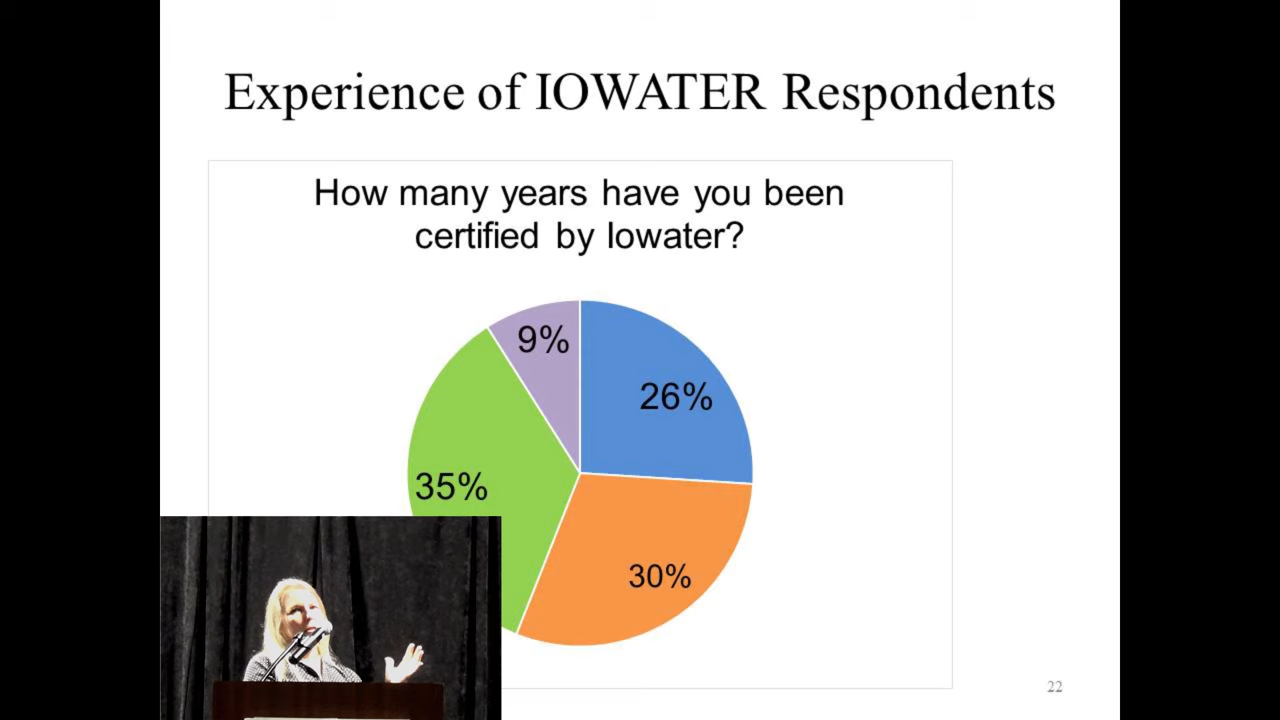 Experience of IOWATER Respondents
How many years have you been
certified by Iowater?
9%
26%
35%
30%
22